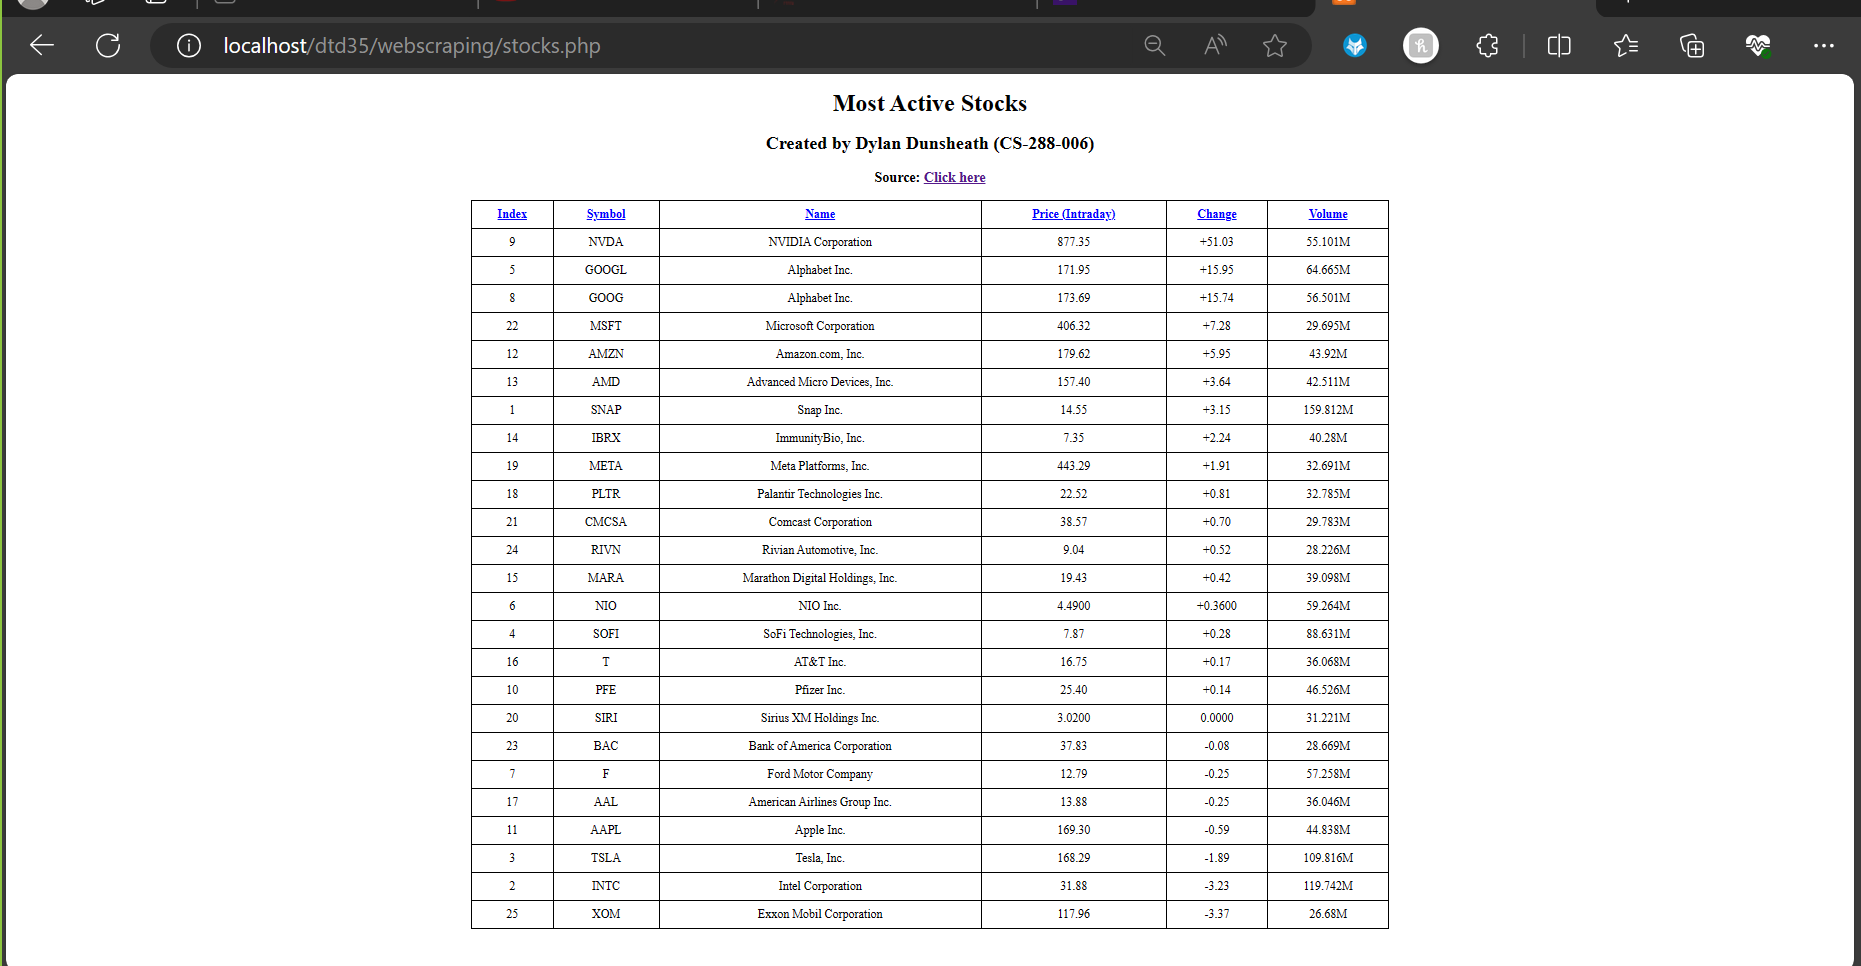 localhost/dtd35/webscraping/stocks.php
Most Active Stocks
Created by Dylan Dunsheath (CS-288-006)
Source: Click here
Index Symbol Name Price (Intraday) Change Volume
9 NVDA NVIDIA Corporation 877.35 +51.03 55.101M
5 GOOGL Alphabet Inc. 171.95 +15.95 64.665M
8 GOOG Alphabet Inc. 173.69 +15.74 56.501M
22 MSFT Microsoft Corporation 406.32 +7.28 29.695M
12 AMZN Amazon.com, Inc. 179.62 +5.95 43.92M
13 AMD Advanced Micro Devices, Inc. 157.40 +3.64 42.511M
1 SNAP Snap Inc. 14.55 +3.15 159.812M
14 IBRX ImmunityBio, Inc. 7.35 +2.24 40.28M
19 META Meta Platforms, Inc. 443.29 +1.91 32.691M
18 PLTR Palantir Technologies Inc. 22.52 +0.81 32.785M
21 CMCSA Comcast Corporation 38.57 +0.70 29.783M
24 RIVN Rivian Automotive, Inc. 9.04 +0.52 28.226M
15 MARA Marathon Digital Holdings, Inc. 19.43 +0.42 39.098M
6 NIO NIO Inc. 4.4900 +0.3600 59.264M
4 SOFI SoFi Technologies, Inc. 7.87 +0.28 88.631M
16 T AT&T Inc. 16.75 +0.17 36.068M
10 PFE Pfizer Inc. 25.40 +0.14 46.526M
20 SIRI Sirius XM Holdings Inc. 3.0200 0.0000 31.221M
23 BAC Bank of America Corporation 37.83 -0.08 28.669M
7 F Ford Motor Company 12.79 -0.25 57.258M
17 AAL American Airlines Group Inc. 13.88 -0.25 36.046M
11 AAPL Apple Inc. 169.30 -0.59 44.838M
3 TSLA Tesla, Inc. 168.29 -1.89 109.816M
2 INTC Intel Corporation 31.88 -3.23 119.742M
25 XOM Exxon Mobil Corporation 117.96 -3.37 26.68M